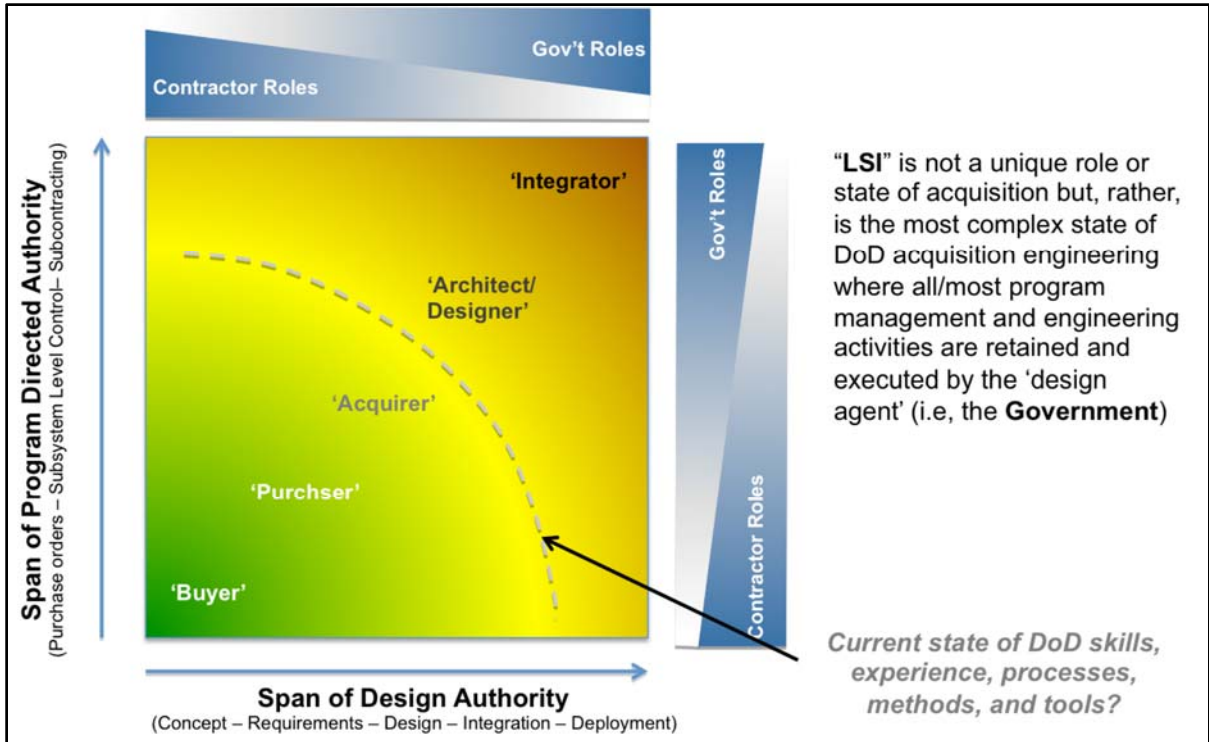 Gov't Roles
Contractor Roles
Span of Program Directed Authority
(Purchase orders – Subsystem Level Control– Subcontracting)
'Integrator'
'Architect/
Designer'
'Acquirer'
'Purchser'
'Buyer'
Gov't Roles
Contractor Roles
"LSI" is not a unique role or
state of acquisition but, rather,
is the most complex state of
DoD acquisition engineering
where all/most program
management and engineering
activities are retained and
executed by the 'design
agent' (i.e, the Government)
Current state of DoD skills,
experience, processes,
methods, and tools?
Span of Design Authority
(Concept – Requirements – Design – Integration – Deployment)